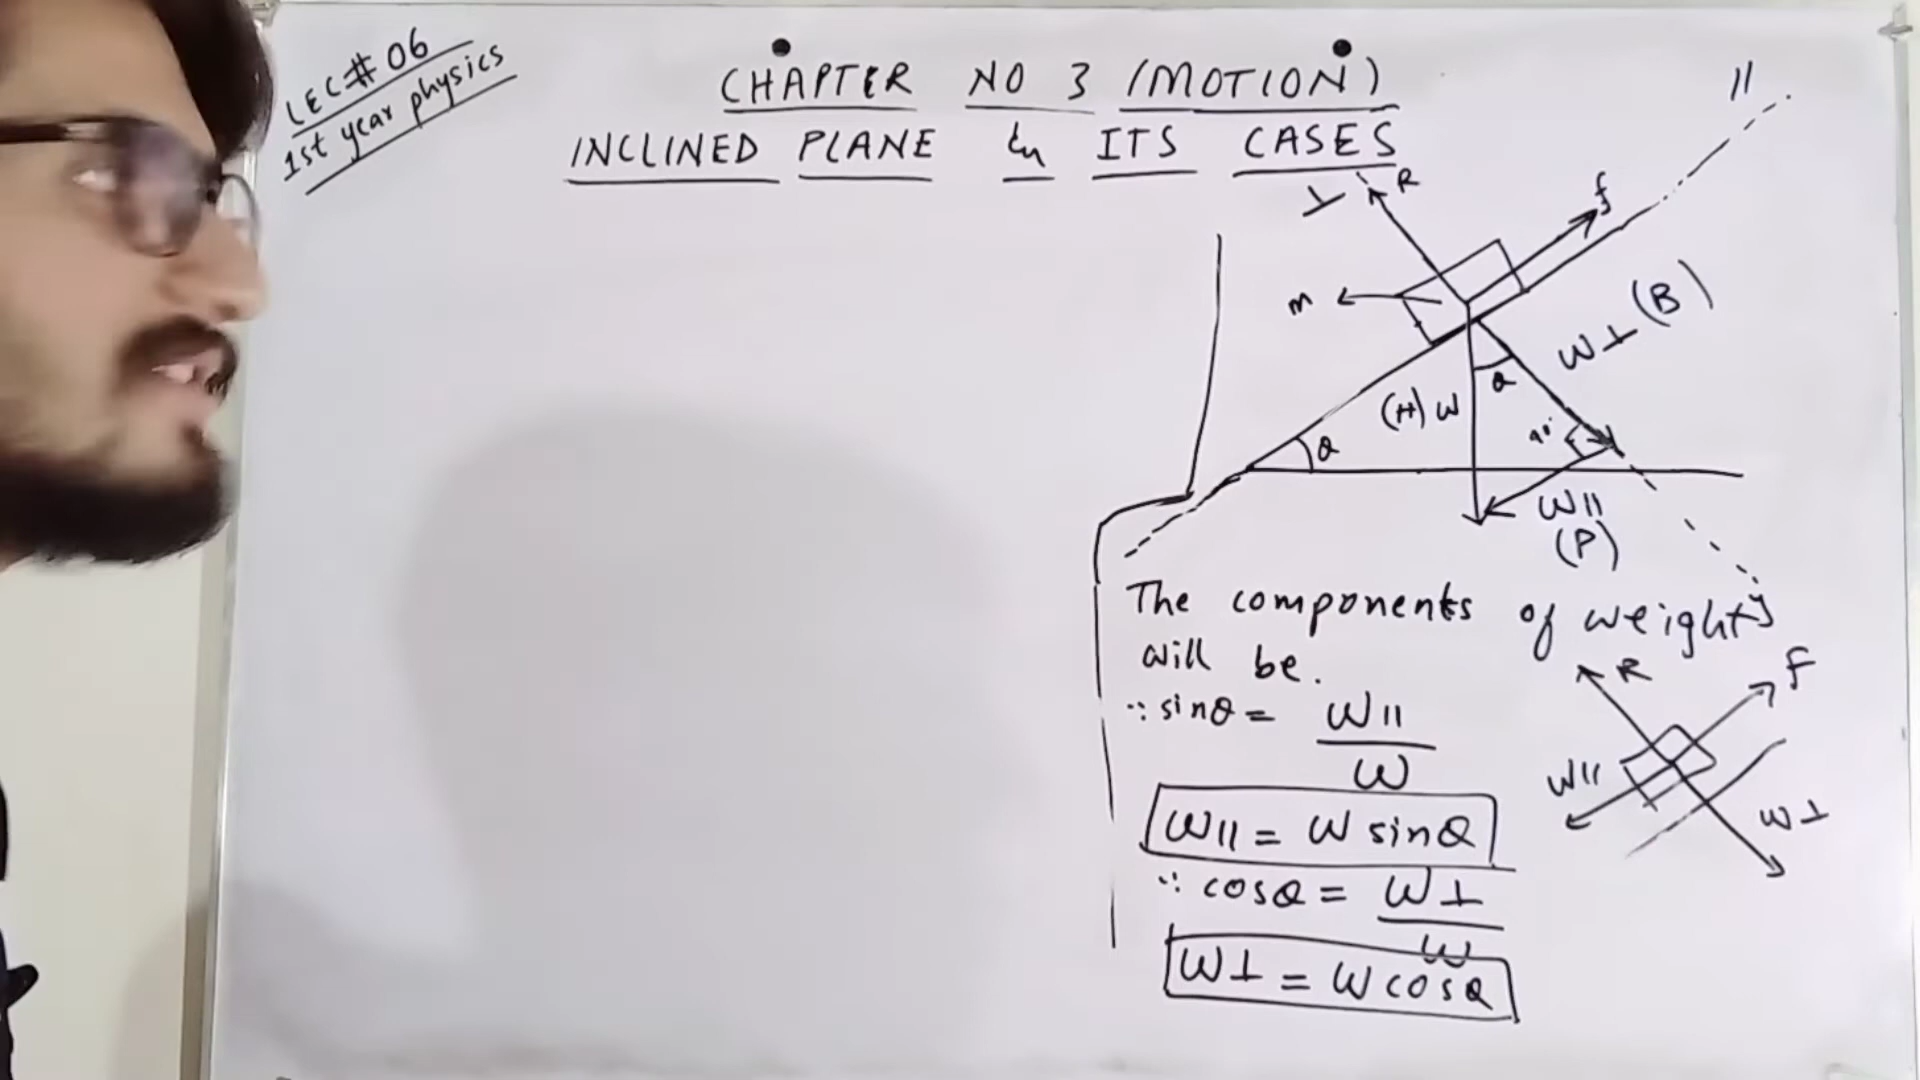 LEC# 06
1st year physics
CHAPTER NO 3 (MOTION)
INCLINED PLANE & ITS CASES
||
⊥ R
f
m
W⊥ (B)
θ
(H) W
90°
θ
W||
(P)
The components of weight
will be.
∵ sinθ = W||
W
W|| = W sinθ
∵ cosθ = W⊥
W
W⊥ = W cosθ
R
f
W||
W⊥